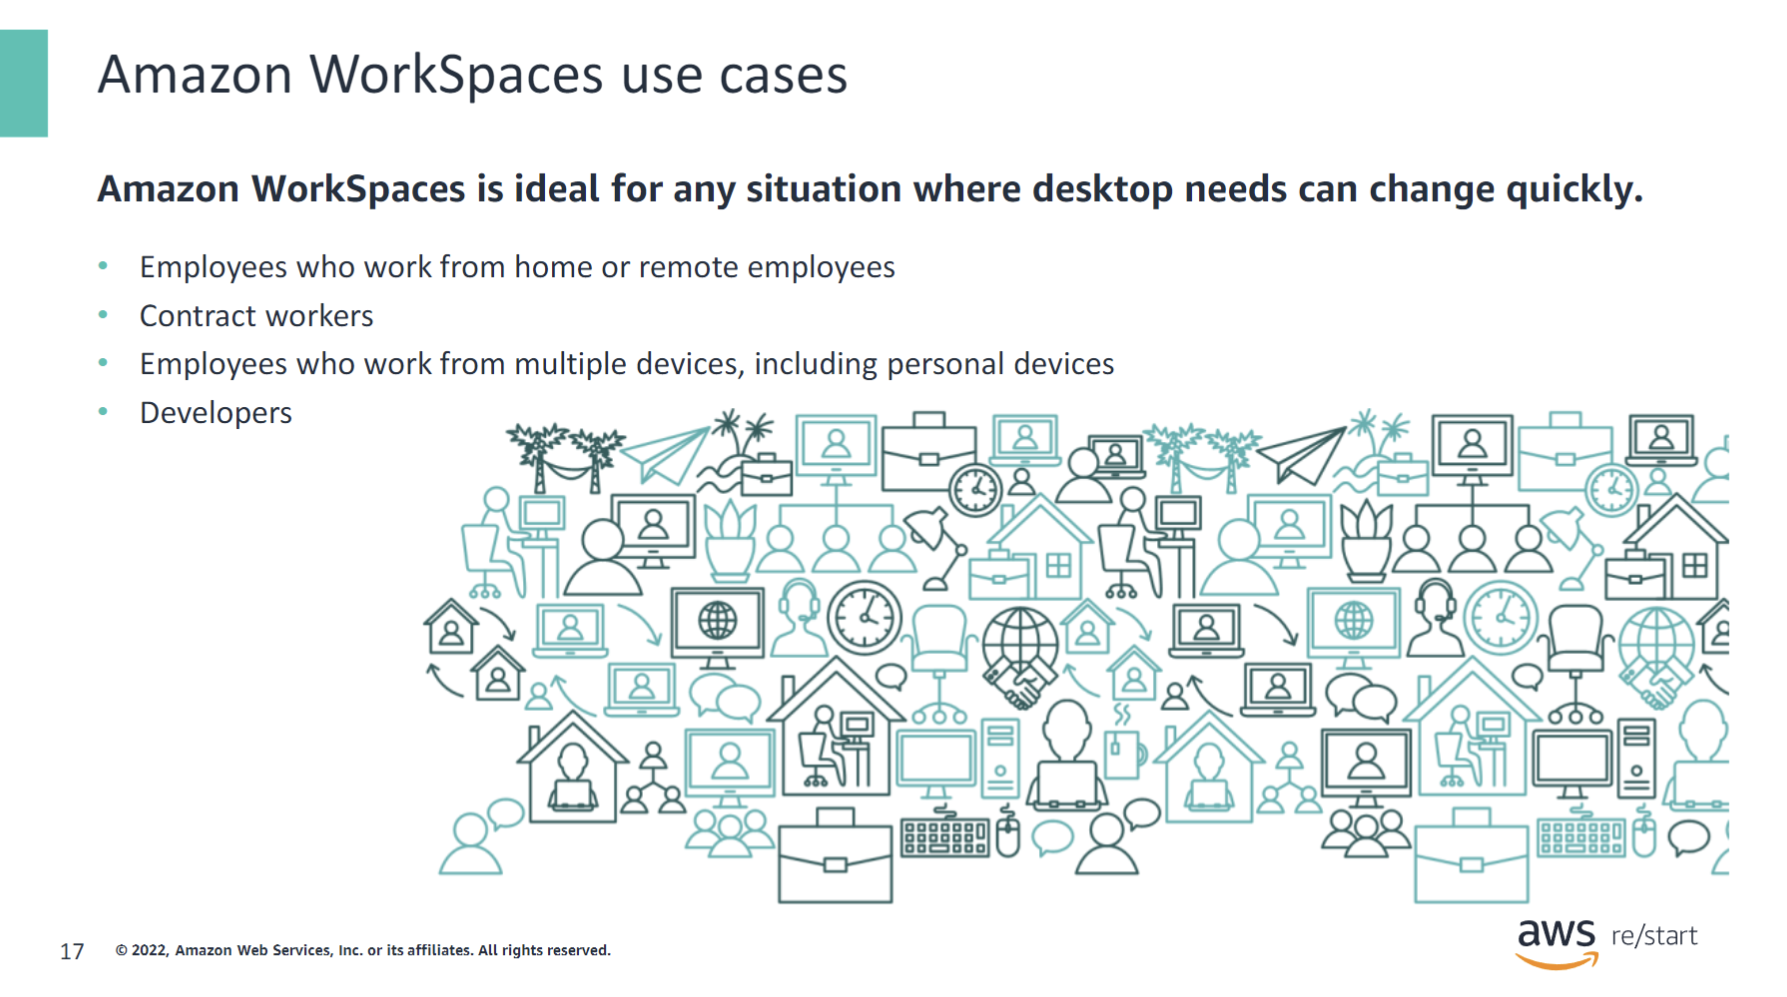 Amazon WorkSpaces use cases
Amazon WorkSpaces is ideal for any situation where desktop needs can change quickly.
• Employees who work from home or remote employees
• Contract workers
• Employees who work from multiple devices, including personal devices
• Developers
17 © 2022, Amazon Web Services, Inc. or its affiliates. All rights reserved.
aws re/start